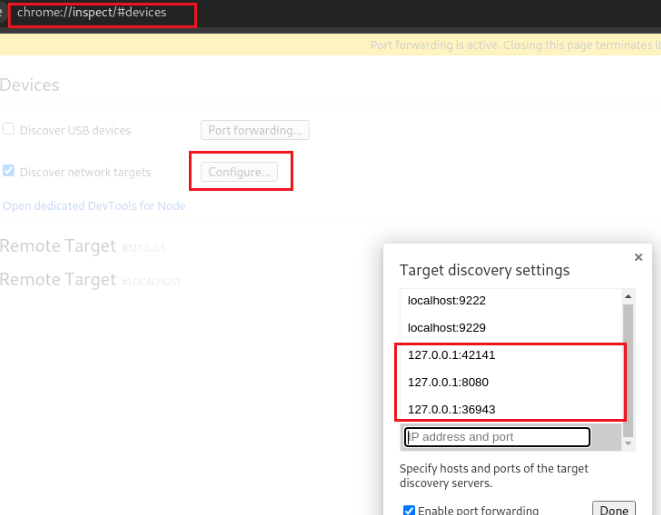 chrome://inspect/#devices
Port forwarding is active. Closing this page terminates it
Devices
Discover USB devices Port forwarding...
Discover network targets Configure...
Open dedicated DevTools for Node
Remote Target #127.0.0.1
Remote Target #LOCALHOST
×
Target discovery settings
localhost:9222
localhost:9229
127.0.0.1:42141
127.0.0.1:8080
127.0.0.1:36943
IP address and port
Specify hosts and ports of the target
discovery servers.
Enable port forwarding Done